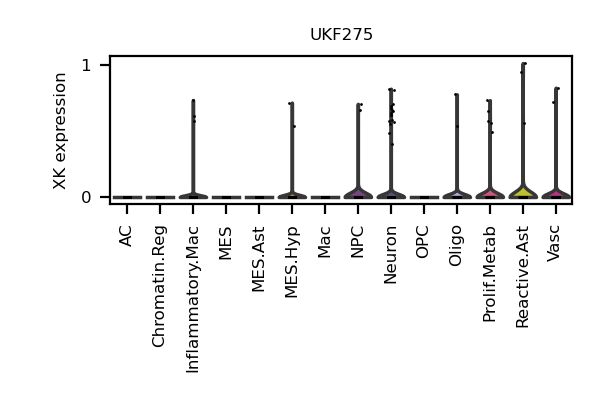 UKF275
XK expression
1
0
AC
Chromatin.Reg
Inflammatory.Mac
MES
MES.Ast
MES.Hyp
Mac
NPC
Neuron
OPC
Oligo
Prolif.Metab
Reactive.Ast
Vasc